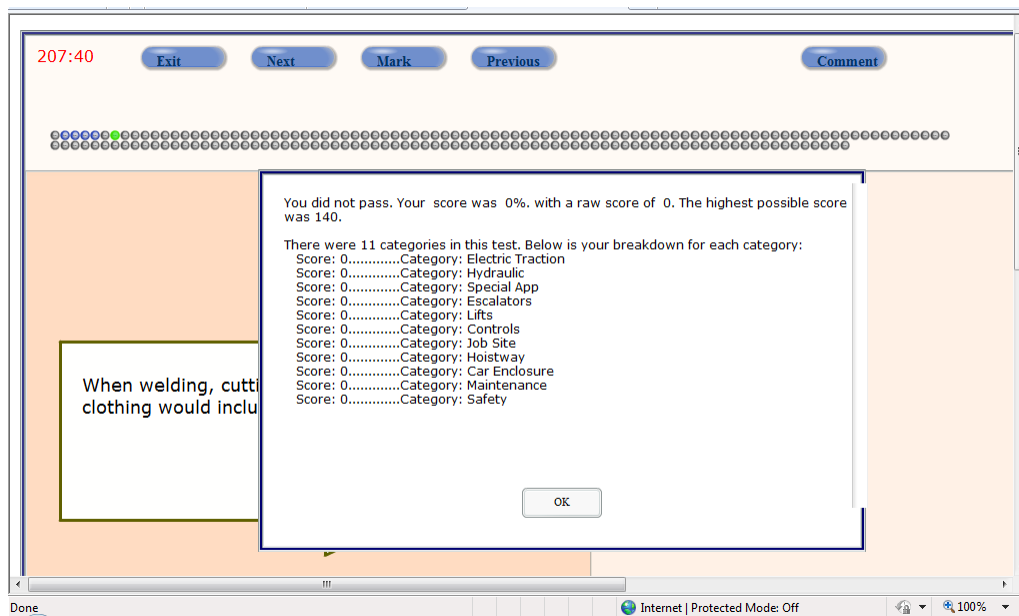 207:40
Exit
Next
Mark
Previous
Comment
You did not pass. Your  score was  0%. with a raw score of  0. The highest possible score
was 140.
There were 11 categories in this test. Below is your breakdown for each category:
Score: 0.............Category: Electric Traction
Score: 0.............Category: Hydraulic
Score: 0.............Category: Special App
Score: 0.............Category: Escalators
Score: 0.............Category: Lifts
Score: 0.............Category: Controls
Score: 0.............Category: Job Site
Score: 0.............Category: Hoistway
Score: 0.............Category: Car Enclosure
Score: 0.............Category: Maintenance
Score: 0.............Category: Safety
When welding, cutti
clothing would inclu
OK
Done
Internet | Protected Mode: Off
100%